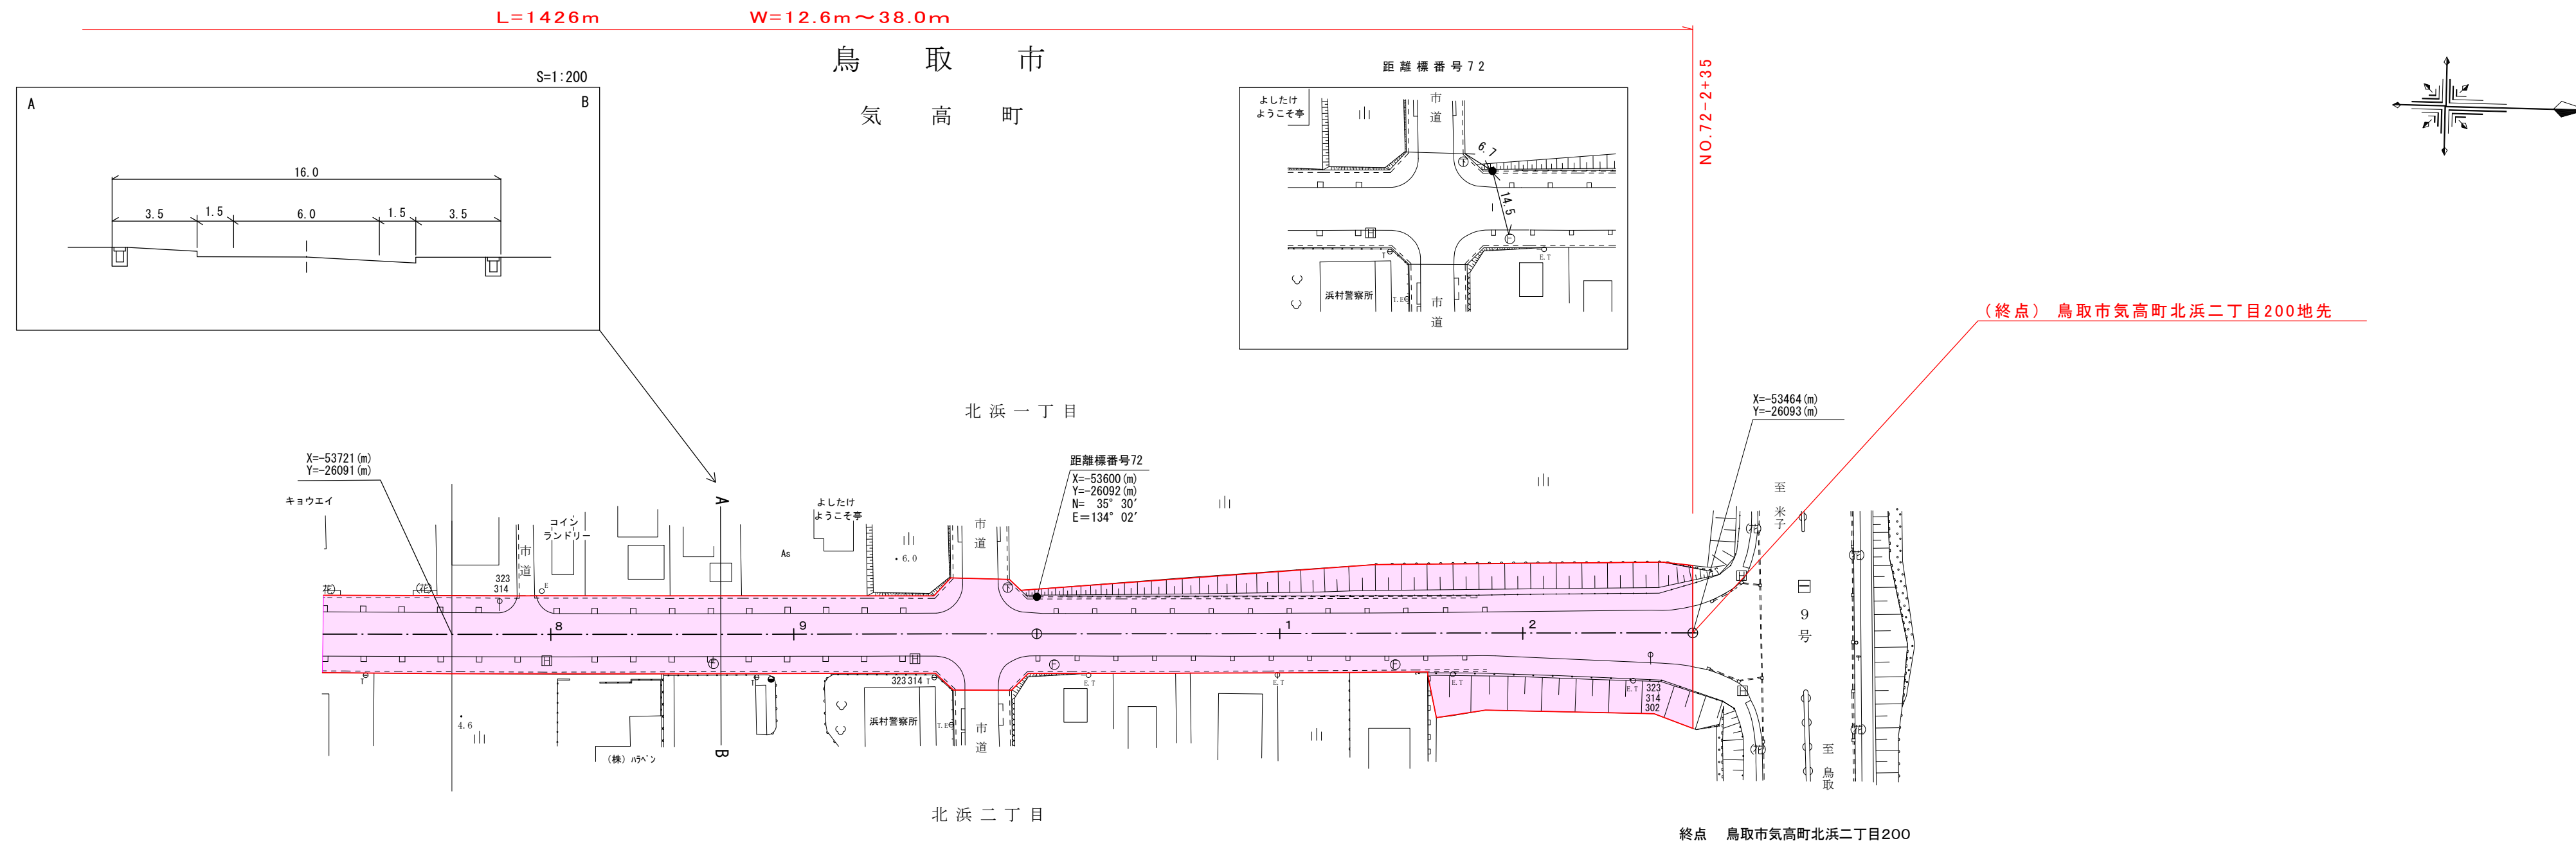 L=1426m W=12.6m～38.0m
鳥取市
気高町
S=1:200
A B
16.0
3.5 1.5 6.0 1.5 3.5
距離標番号72
よしたけ
ようこそ亭
市道
6.7
14.5
T
E.T
浜村警察所
T.E
市道
NO.72-2+35
(終点) 鳥取市気高町北浜二丁目200地先
北浜一丁目
X=-53464(m)
Y=-26093(m)
X=-53721(m)
Y=-26091(m)
キョウエイ
距離標番号72
X=-53600(m)
Y=-26092(m)
N= 35° 30′
E=134° 02′
コイン
ランドリー
市道
A
As
よしたけ
ようこそ亭
・6.0
市道
至米子
(花)
(花)
323
314
E
(花)
(花)
8 9 1 2
9号
T
T
323 314 T
E.T
E.T
E.T
E.T
323
314
302
4.6
浜村警察所
T.E
市道
B
(株) ハラペン
(花)
(花)
至鳥取
北浜二丁目
終点 鳥取市気高町北浜二丁目200